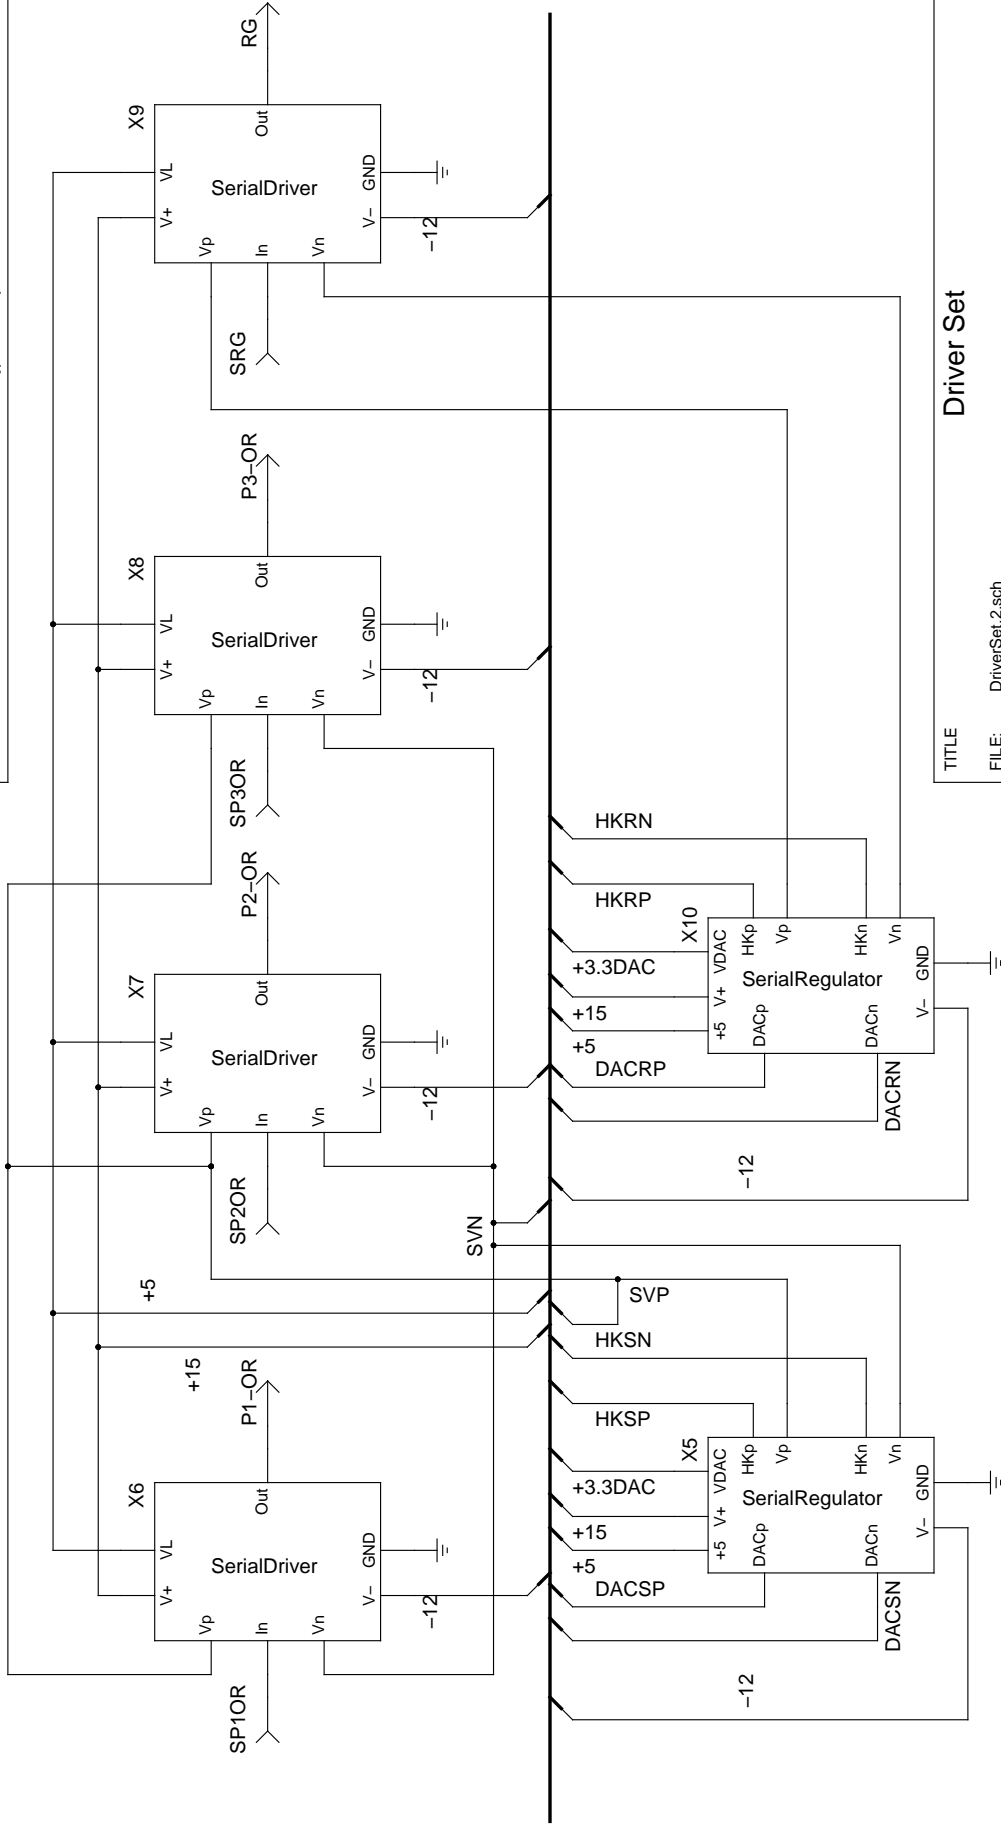 RG
X9
VL
V+
Out
SerialDriver
GND
V−
Vp
In
Vn
−12
SRG
P3−OR
X8
VL
V+
Out
SerialDriver
GND
V−
Vp
In
Vn
−12
SP3OR
P2−OR
X7
VL
V+
Out
SerialDriver
GND
V−
Vp
In
Vn
−12
SP2OR
+5
+15
P1−OR
X6
VL
V+
Out
SerialDriver
GND
V−
Vp
In
Vn
−12
SP1OR
SVN
SVP
HKRN
HKRP
+3.3DAC
+15
+5
DACRP
X10
+5
V+
VDAC
HKp
Vp
HKn
Vn
DACp
DACn
SerialRegulator
GND
V−
DACRN
−12
HKSN
HKSP
+3.3DAC
+15
+5
DACSP
X5
+5
V+
VDAC
HKp
Vp
HKn
Vn
DACp
DACn
SerialRegulator
GND
V−
DACSN
−12
TITLE
Driver Set
FILE: DriverSet.2.sch